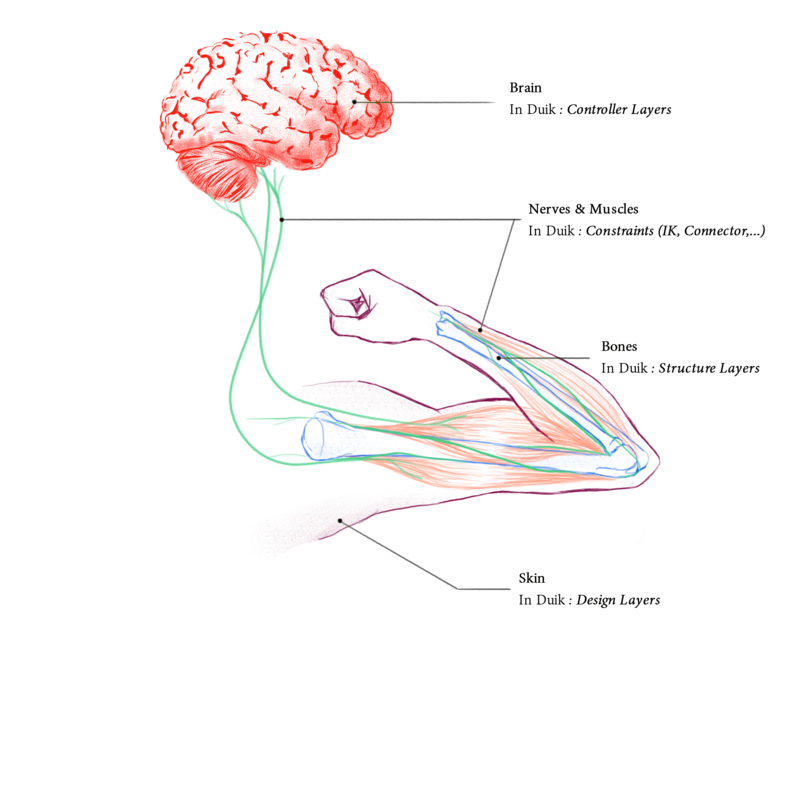 Brain
In Duik : Controller Layers
Nerves & Muscles
In Duik : Constraints (IK, Connector,...)
Bones
In Duik : Structure Layers
Skin
In Duik : Design Layers